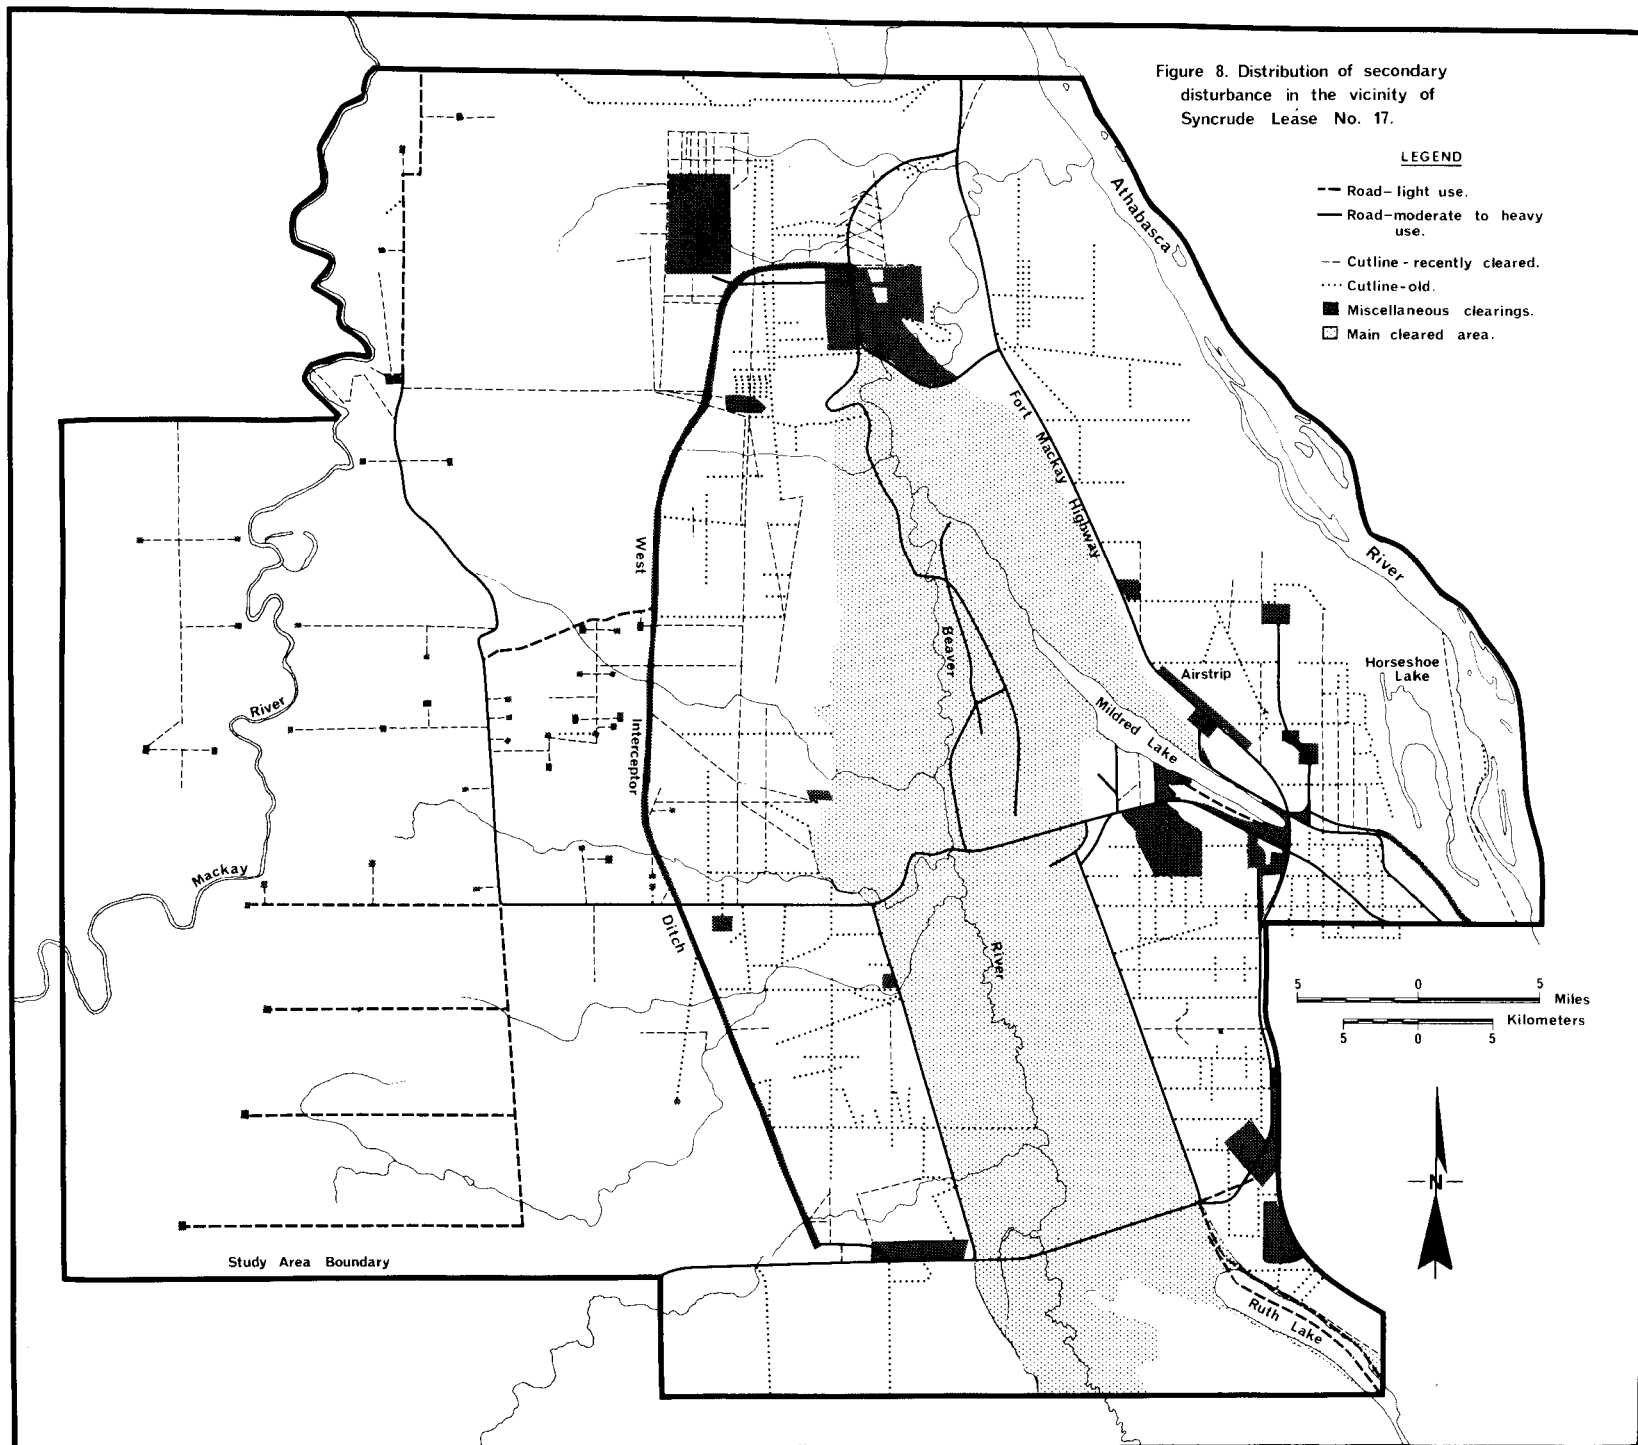 Figure 8. Distribution of secondary
disturbance in the vicinity of
Syncrude Lease No. 17.
LEGEND
Road-light use.
Road-moderate to heavy
use.
Cutline - recently cleared.
Cutline-old.
Miscellaneous clearings.
Main cleared area.
Athabasca
River
Fort Mackay Highway
West
Interceptor
Ditch
Beaver
River
Mildred Lake
Airstrip
Horseshoe
Lake
River
Mackay
Study Area Boundary
Ruth Lake
5 0 5 Miles
Kilometers
5 0 5
N